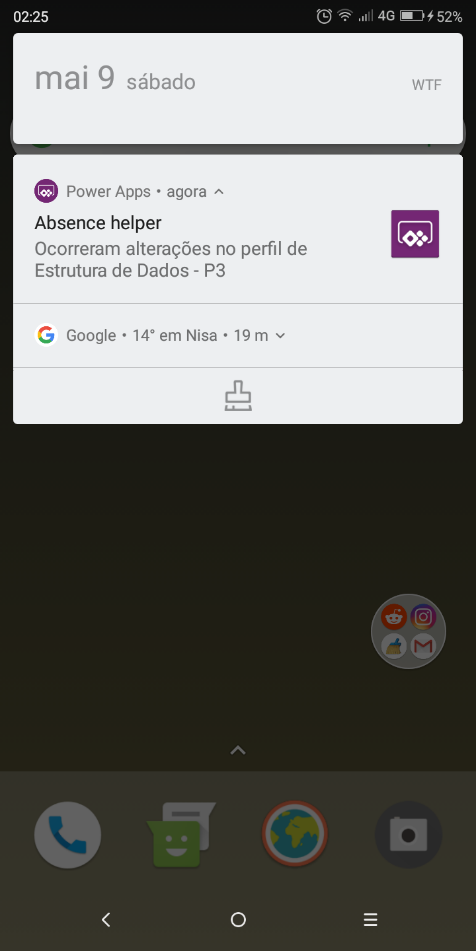 02:25 4G 52%
mai 9 sábado
WTF
Power Apps • agora
Absence helper
Ocorreram alterações no perfil de
Estrutura de Dados - P3
Google • 14° em Nisa • 19 m